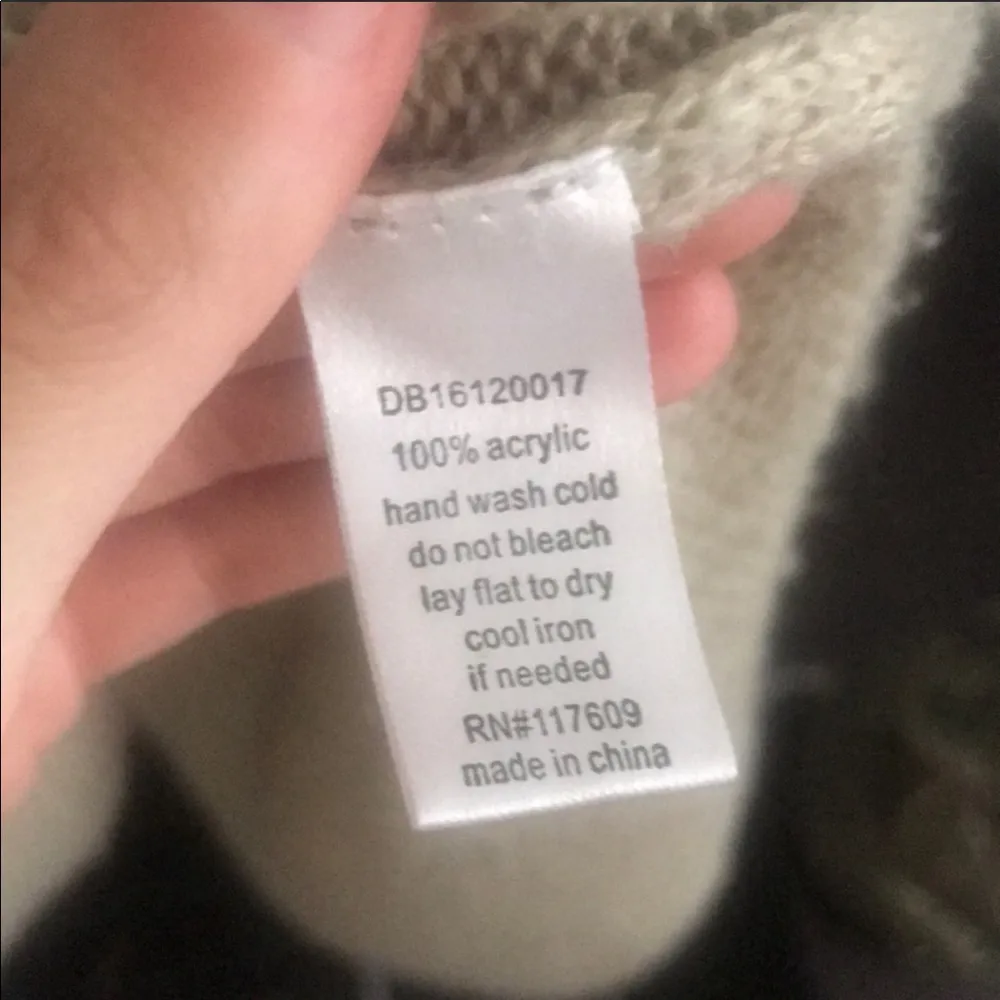 DB16120017
100% acrylic
hand wash cold
do not bleach
lay flat to dry
cool iron
if needed
RN#117609
made in china